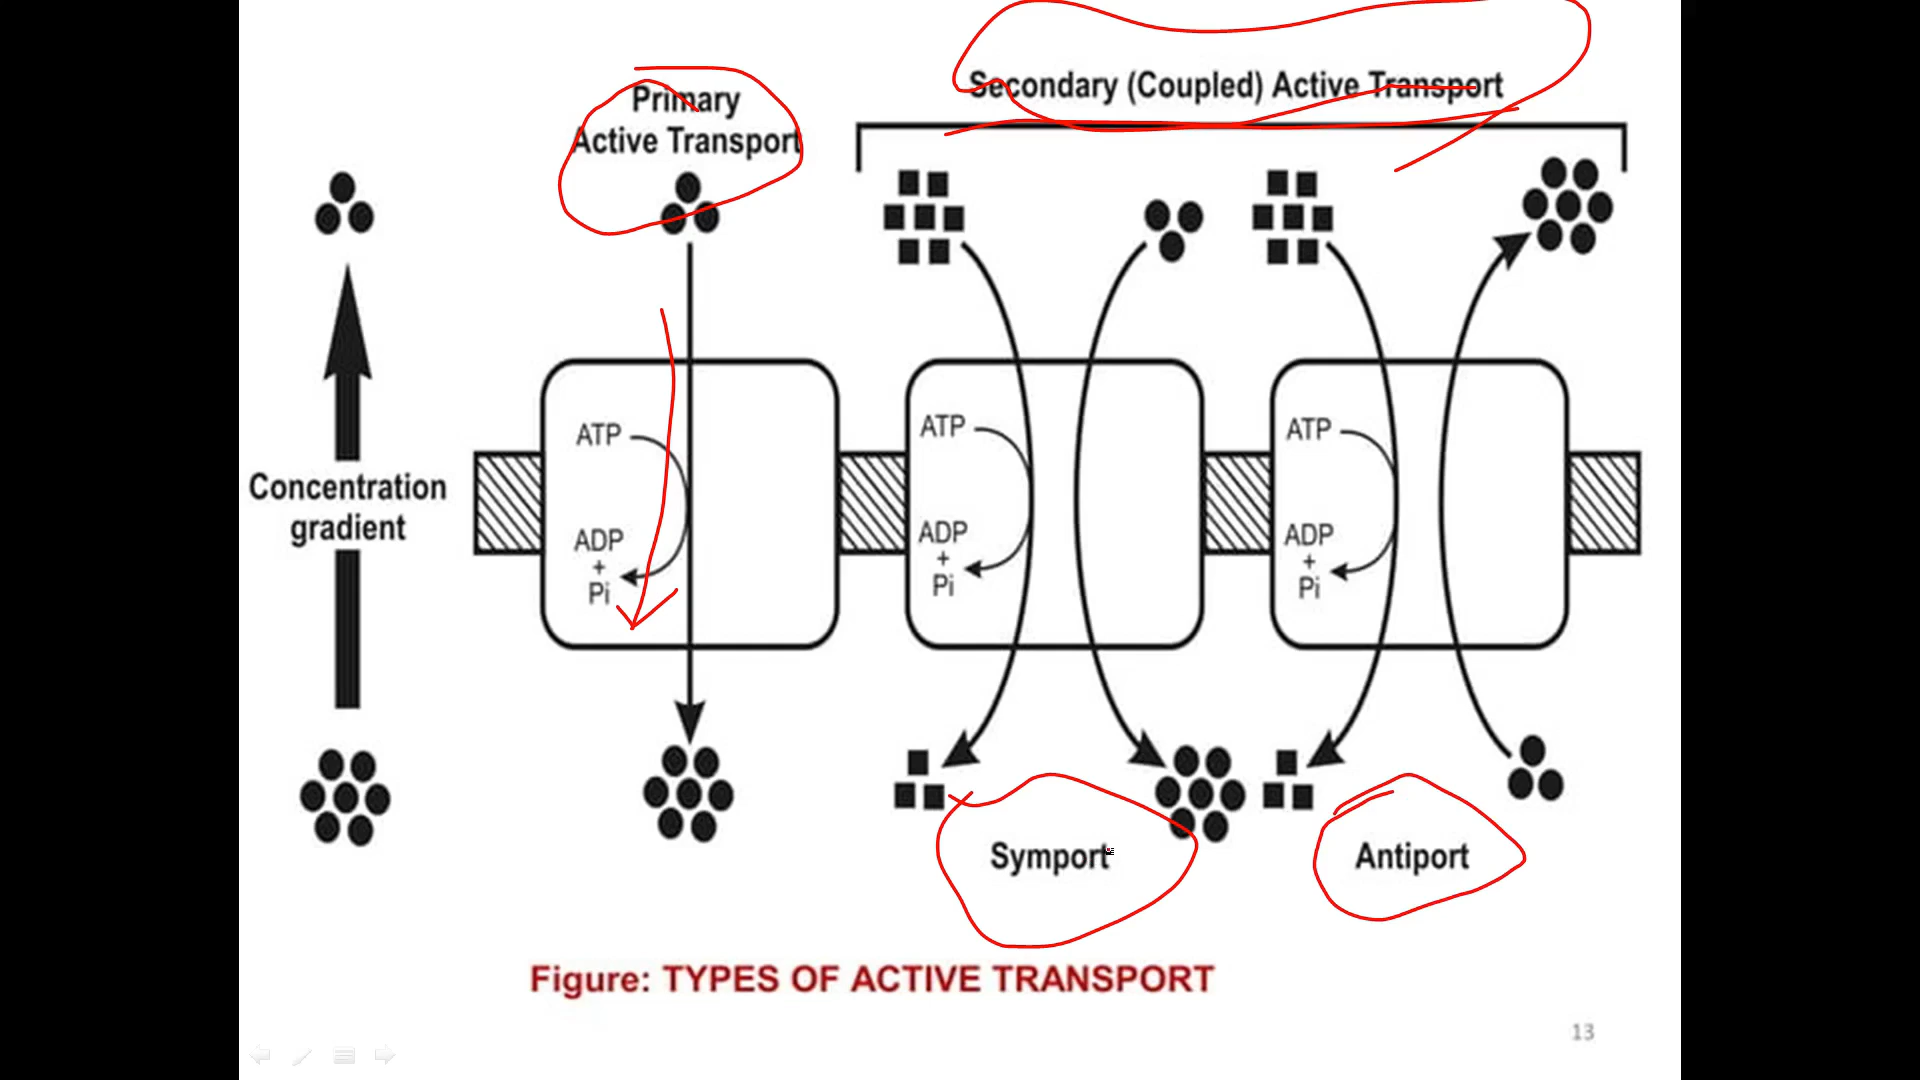 Primary
Active Transport
Secondary (Coupled) Active Transport
Concentration
gradient
ATP
ADP
+
Pi
ATP
ADP
+
Pi
ATP
ADP
+
Pi
Symport
Antiport
Figure: TYPES OF ACTIVE TRANSPORT
13